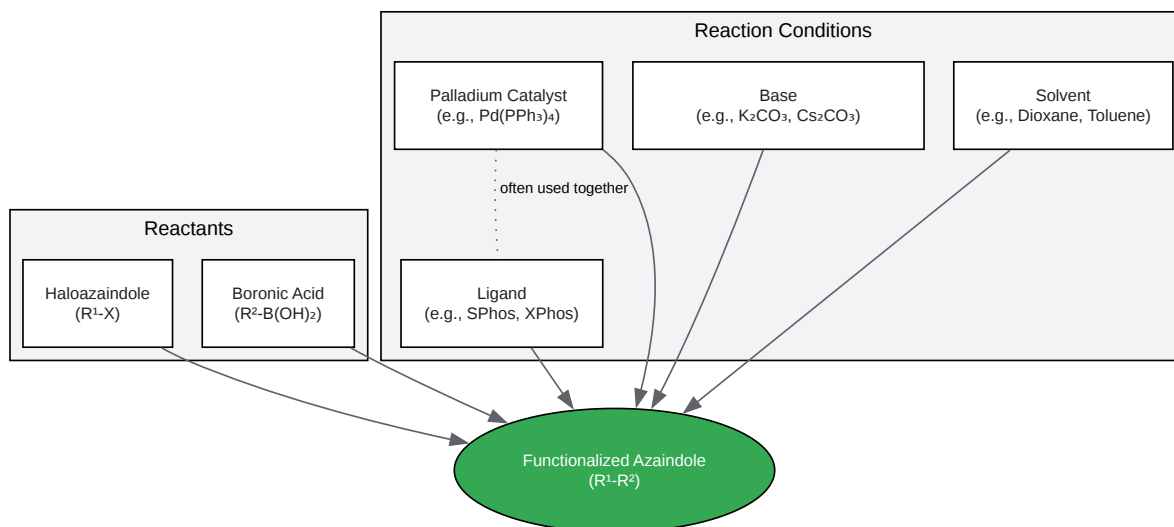 Reaction Conditions
Palladium Catalyst
(e.g., Pd(PPh₃)₄)
Base
(e.g., K₂CO₃, Cs₂CO₃)
Solvent
(e.g., Dioxane, Toluene)
often used together
Reactants
Haloazaindole
(R¹-X)
Boronic Acid
(R²-B(OH)₂)
Ligand
(e.g., SPhos, XPhos)
Functionalized Azaindole
(R¹-R²)